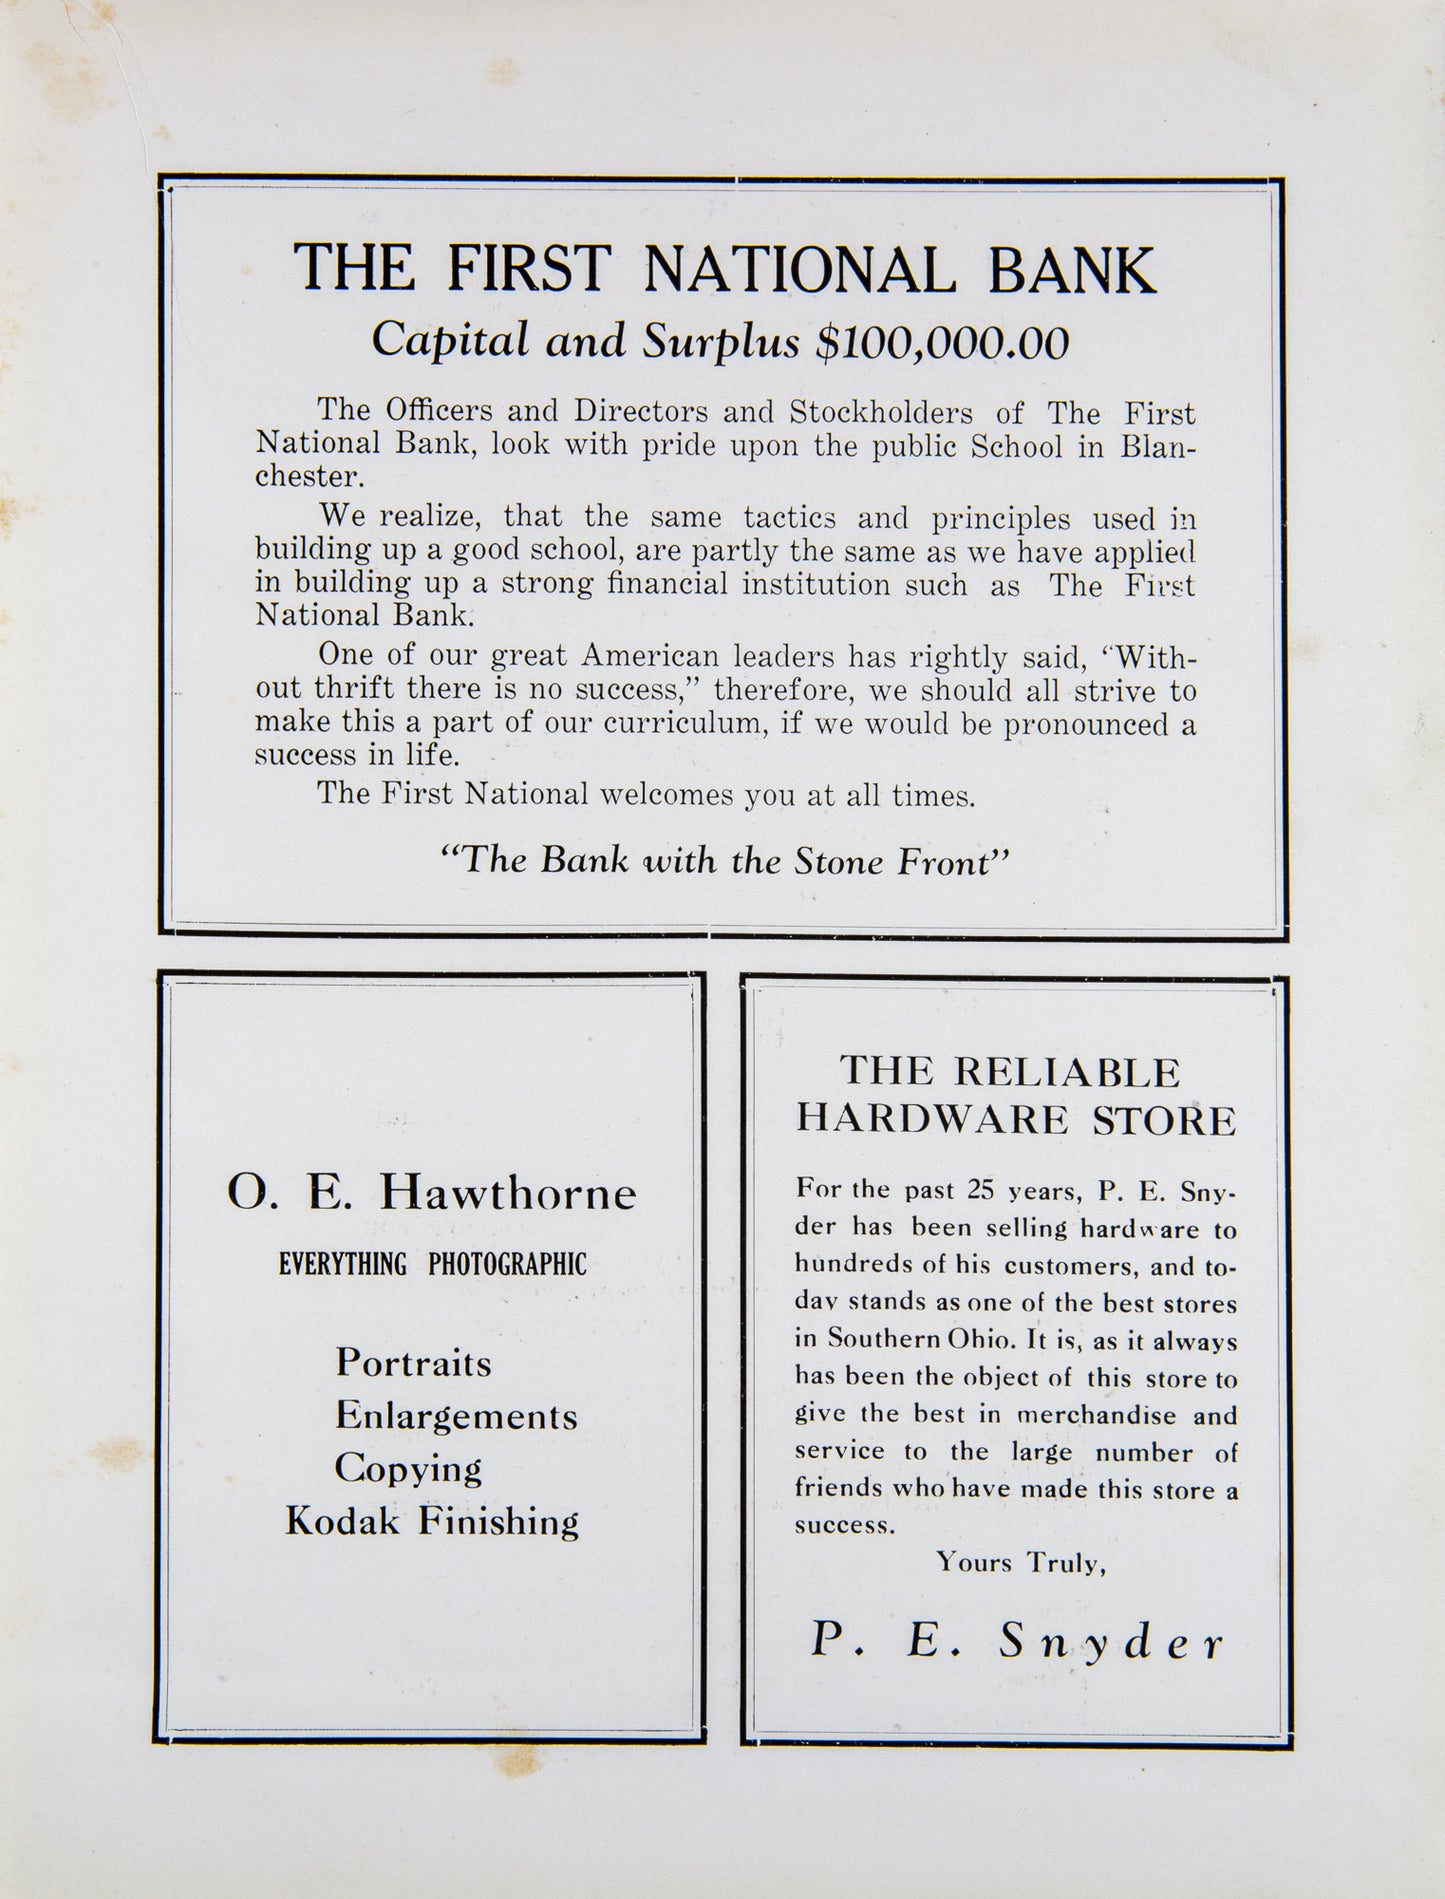 THE FIRST NATIONAL BANK
Capital and Surplus $100,000.00
The Officers and Directors and Stockholders of The First
National Bank, look with pride upon the public School in Blan-
chester.
We realize, that the same tactics and principles used in
building up a good school, are partly the same as we have applied
in building up a strong financial institution such as The First
National Bank.
One of our great American leaders has rightly said, “With-
out thrift there is no success,” therefore, we should all strive to
make this a part of our curriculum, if we would be pronounced a
success in life.
The First National welcomes you at all times.
“The Bank with the Stone Front”
O. E. Hawthorne
EVERYTHING PHOTOGRAPHIC
Portraits
Enlargements
Copying
Kodak Finishing
THE RELIABLE
HARDWARE STORE
For the past 25 years, P. E. Sny-
der has been selling hardware to
hundreds of his customers, and to-
day stands as one of the best stores
in Southern Ohio. It is, as it always
has been the object of this store to
give the best in merchandise and
service to the large number of
friends who have made this store a
success.
Yours Truly,
P. E. Snyder